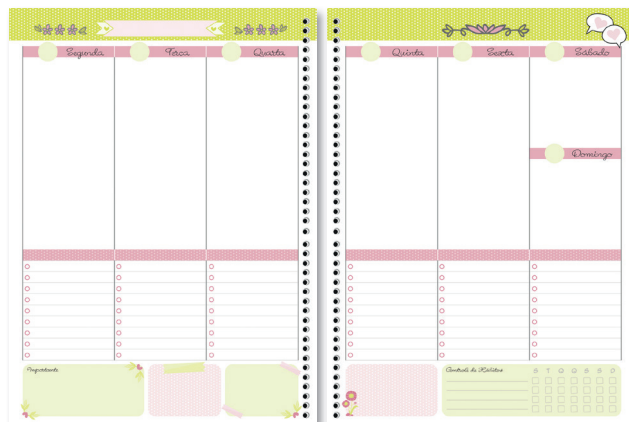 Segunda Terça Quarta
Quinta Sexta Sábado
Domingo
Importante
Controle de Hábitos